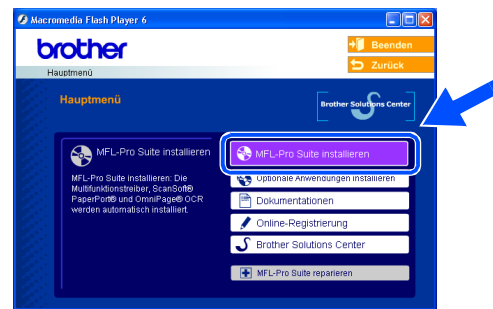 Macromedia Flash Player 6
brother
Beenden
Zurück
Hauptmenü
Hauptmenü
Brother Solutions Center
MFL-Pro Suite installieren
MFL-Pro Suite installieren: Die
Multifunktionstreiber, ScanSoft®
PaperPort® und OmniPage® OCR
werden automatisch installiert.
MFL-Pro Suite installieren
Optionale Anwendungen installieren
Dokumentationen
Online-Registrierung
Brother Solutions Center
MFL-Pro Suite reparieren